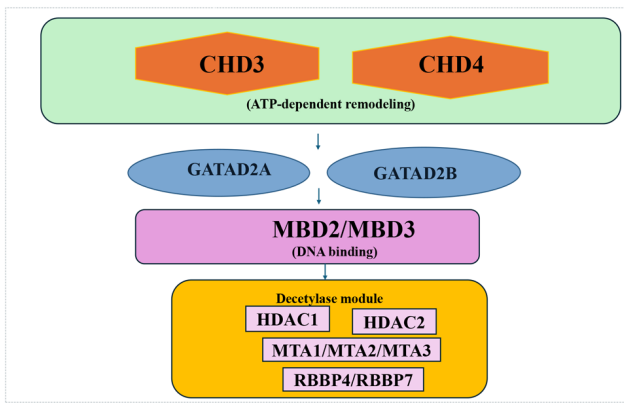 CHD3 CHD4
(ATP-dependent remodeling)
GATAD2A GATAD2B
MBD2/MBD3
(DNA binding)
Decetylase module
HDAC1 HDAC2
MTA1/MTA2/MTA3
RBBP4/RBBP7